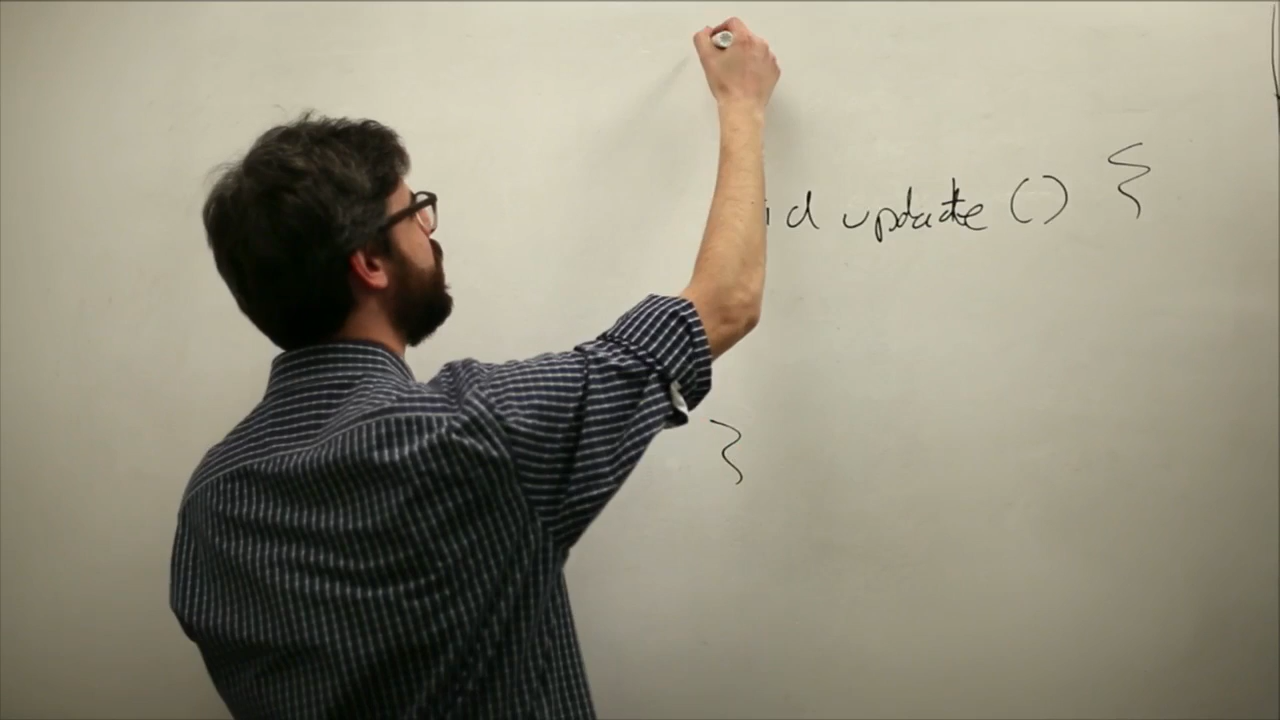 id update () {
}